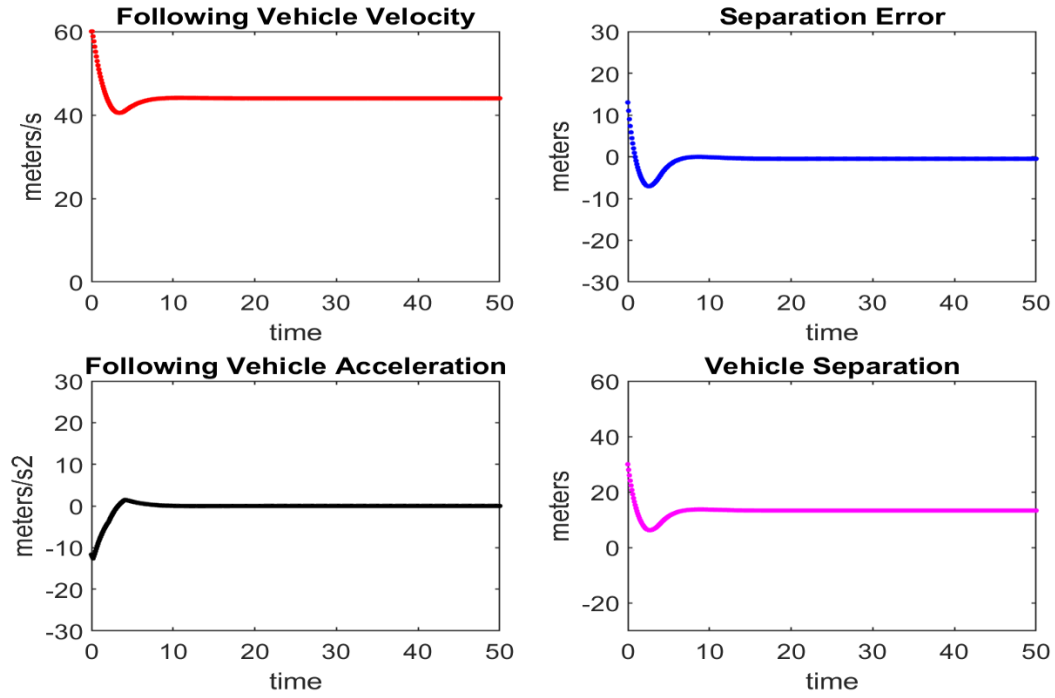 Following Vehicle Velocity
60
40
20
0
meters/s
0 10 20 30 40 50
time
Separation Error
30
20
10
0
-10
-20
-30
meters
0 10 20 30 40 50
time
Following Vehicle Acceleration
30
20
10
0
-10
-20
-30
meters/s2
0 10 20 30 40 50
time
Vehicle Separation
60
40
20
0
-20
meters
0 10 20 30 40 50
time